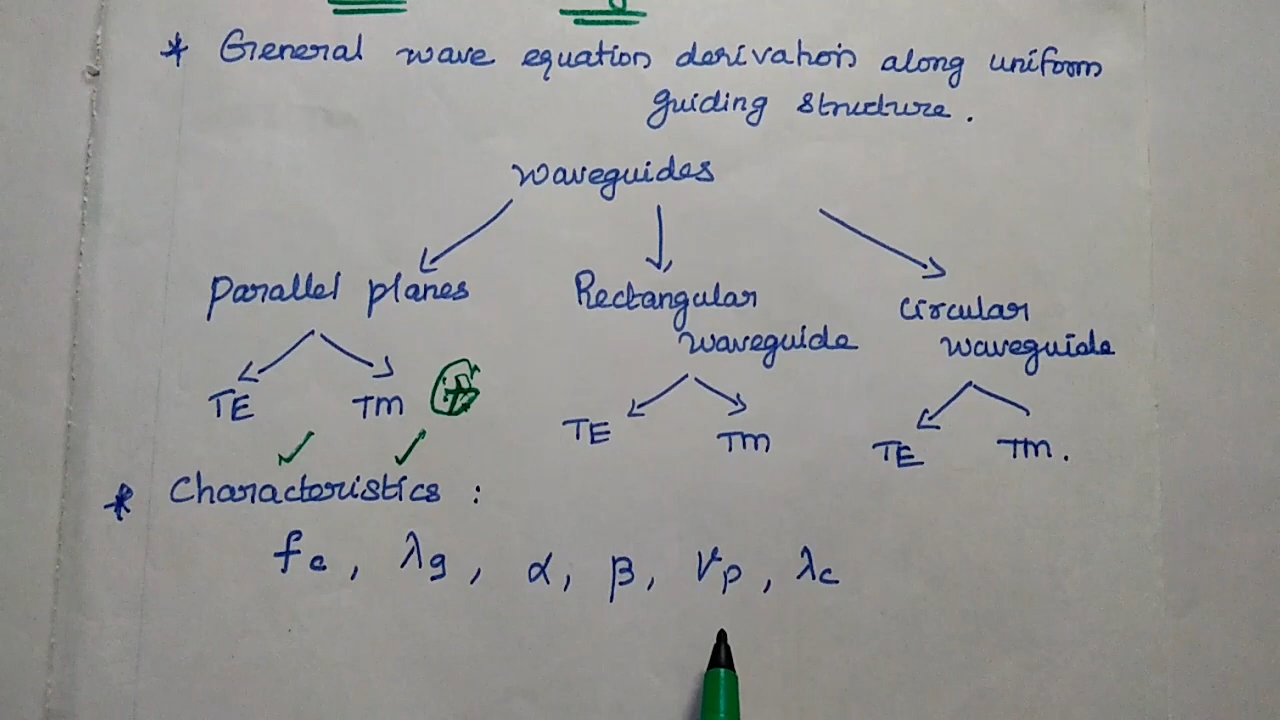 * General wave equation derivation along uniform
guiding structure.
waveguides
Parallel planes Rectangular waveguide Circular waveguide
TE TM TE TM TE TM.
* Characteristics :
fc, λg, α, β, Vp, λc